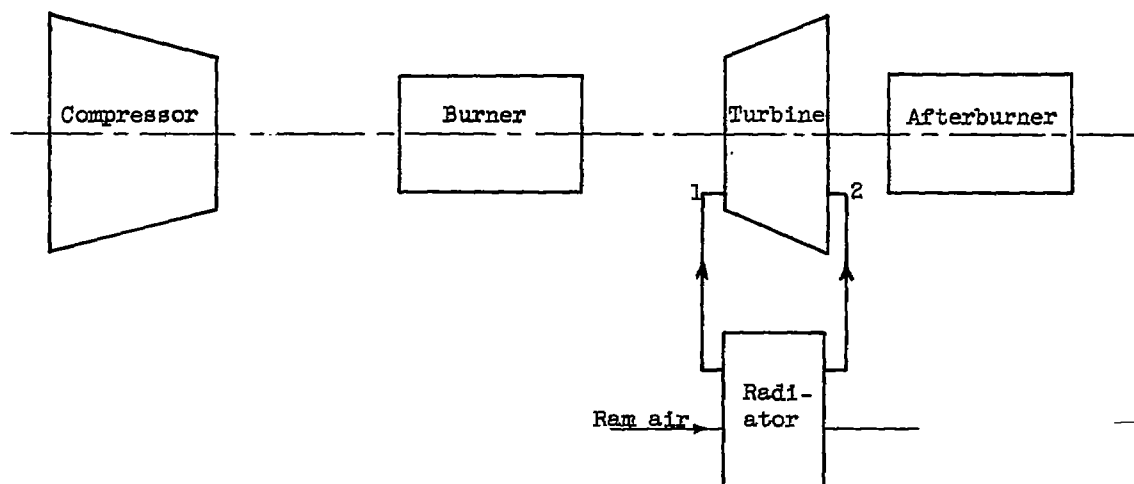 Compressor
Burner
Turbine
Afterburner
1
2
Radi-
ator
Ram air